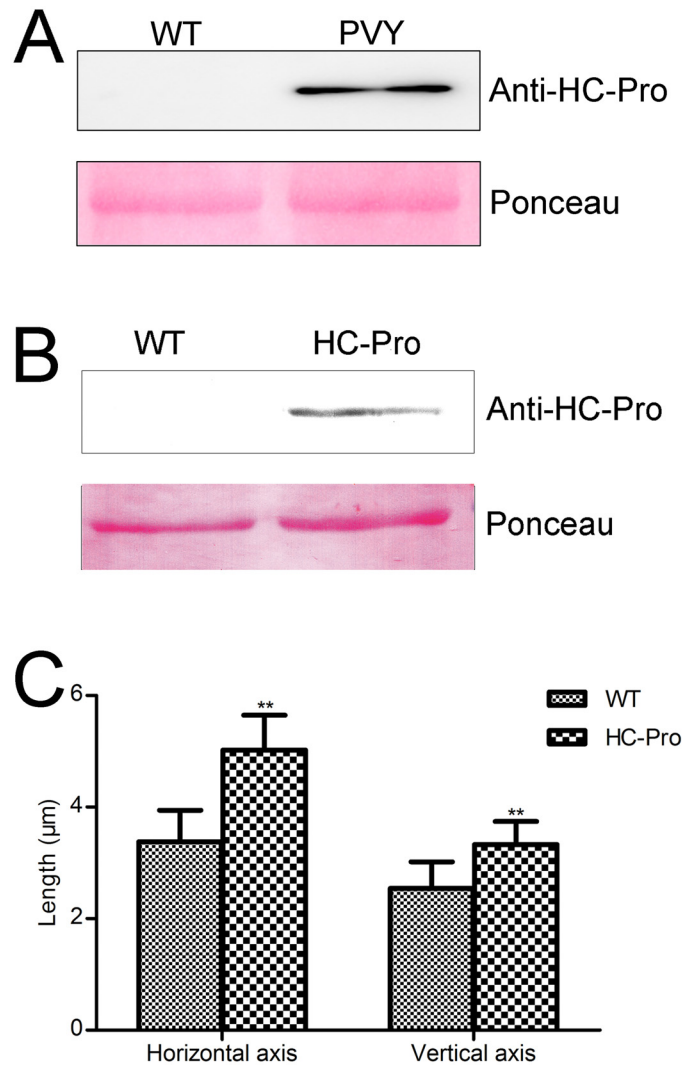 A
WT PVY
Anti-HC-Pro
Ponceau
B
WT HC-Pro
Anti-HC-Pro
Ponceau
C
Length (μm)
6
4
2
0
**
**
WT
HC-Pro
Horizontal axis Vertical axis